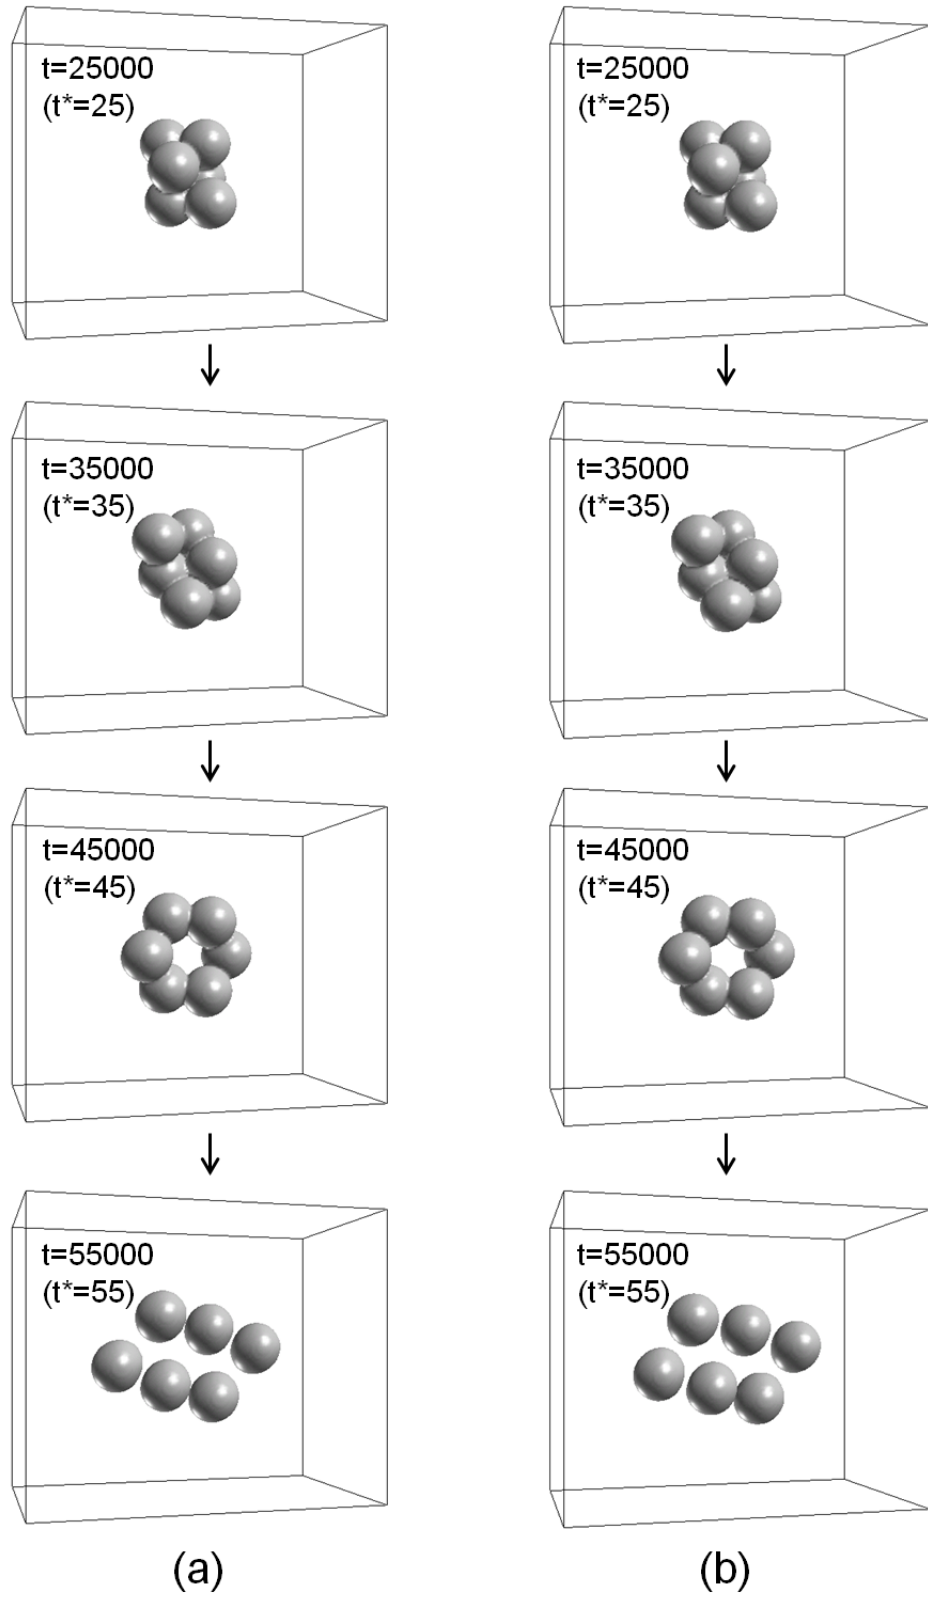 t=25000
(t*=25)
t=25000
(t*=25)
t=35000
(t*=35)
t=35000
(t*=35)
t=45000
(t*=45)
t=45000
(t*=45)
t=55000
(t*=55)
t=55000
(t*=55)
(a)
(b)